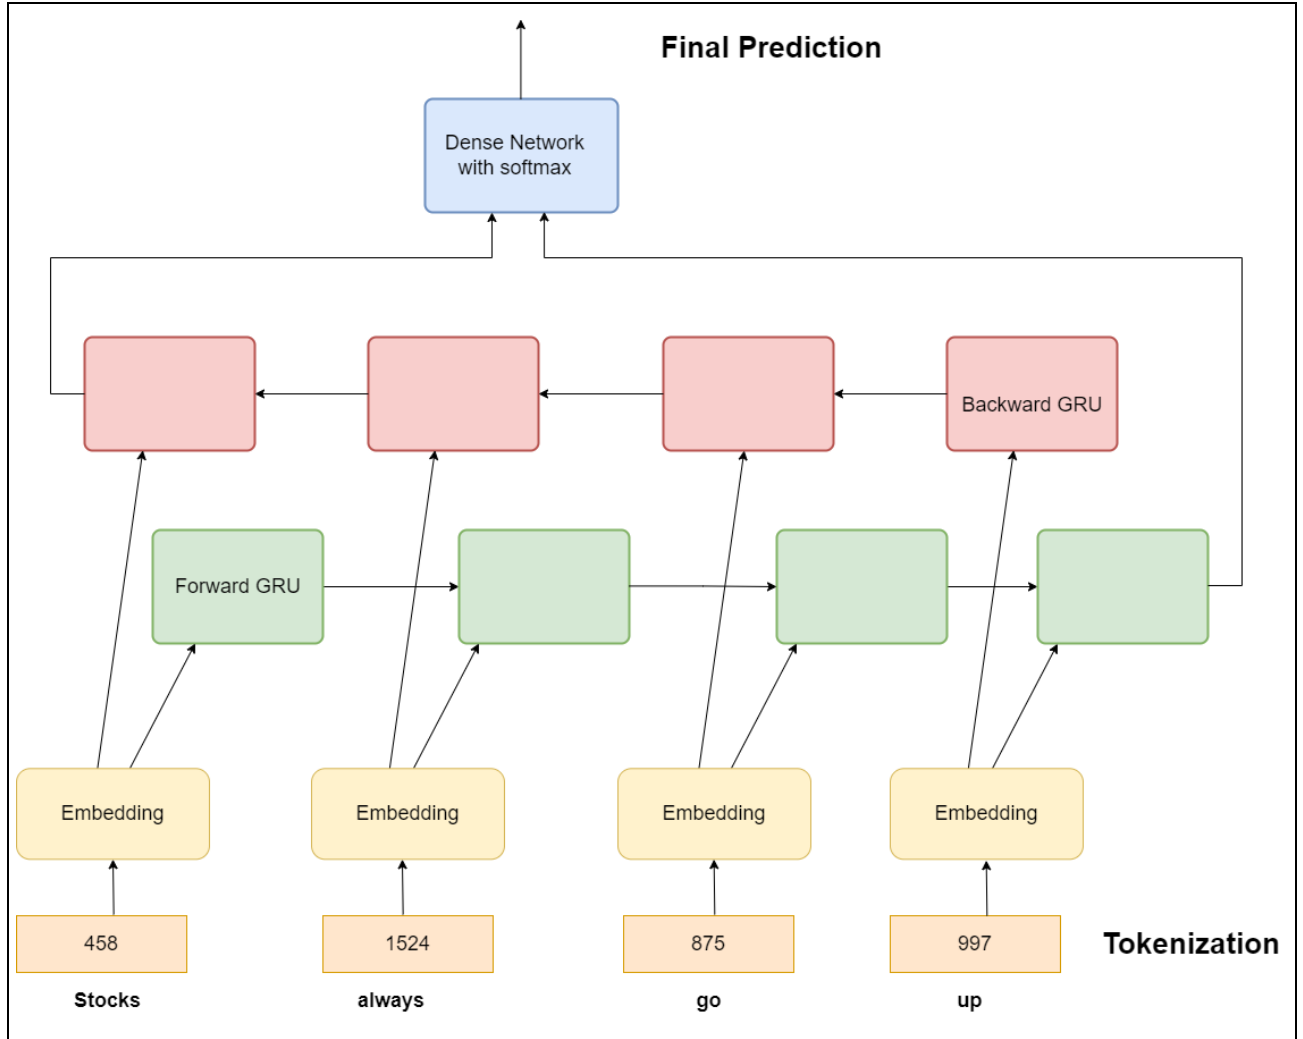 Final Prediction
Dense Network
with softmax
Backward GRU
Forward GRU
Embedding
Embedding
Embedding
Embedding
458
1524
875
997
Tokenization
Stocks
always
go
up